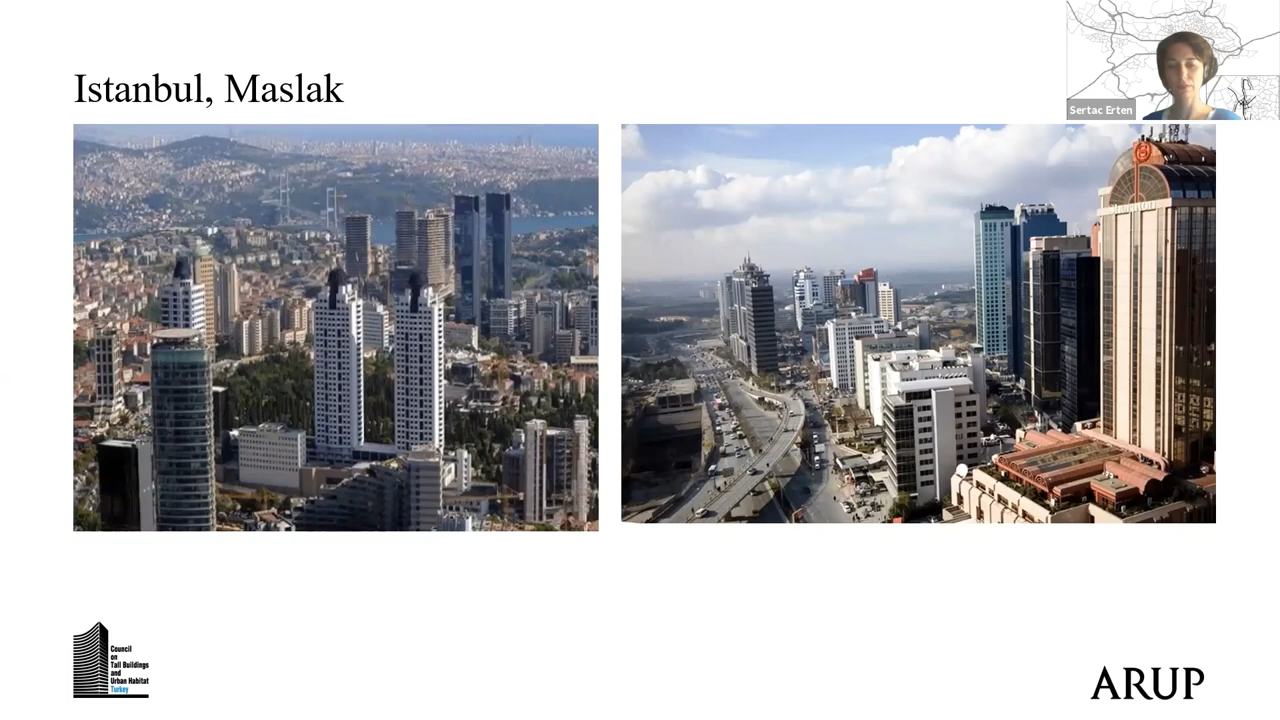 Istanbul, Maslak
Sertac Erten
Council
on
Tall Buildings
and
Urban Habitat
Turkey
ARUP